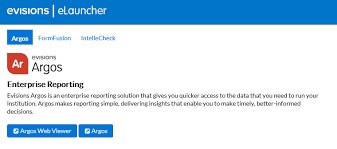 evisions | eLauncher
Argos FormFusion IntelleCheck
Ar evisions
Argos
Enterprise Reporting
Evisions Argos is an enterprise reporting solution that gives you quicker access to the data that you need to run your
institution. Argos makes reporting simple, delivering insights that enable you to make timely, better-informed
decisions.
Argos Web Viewer Argos